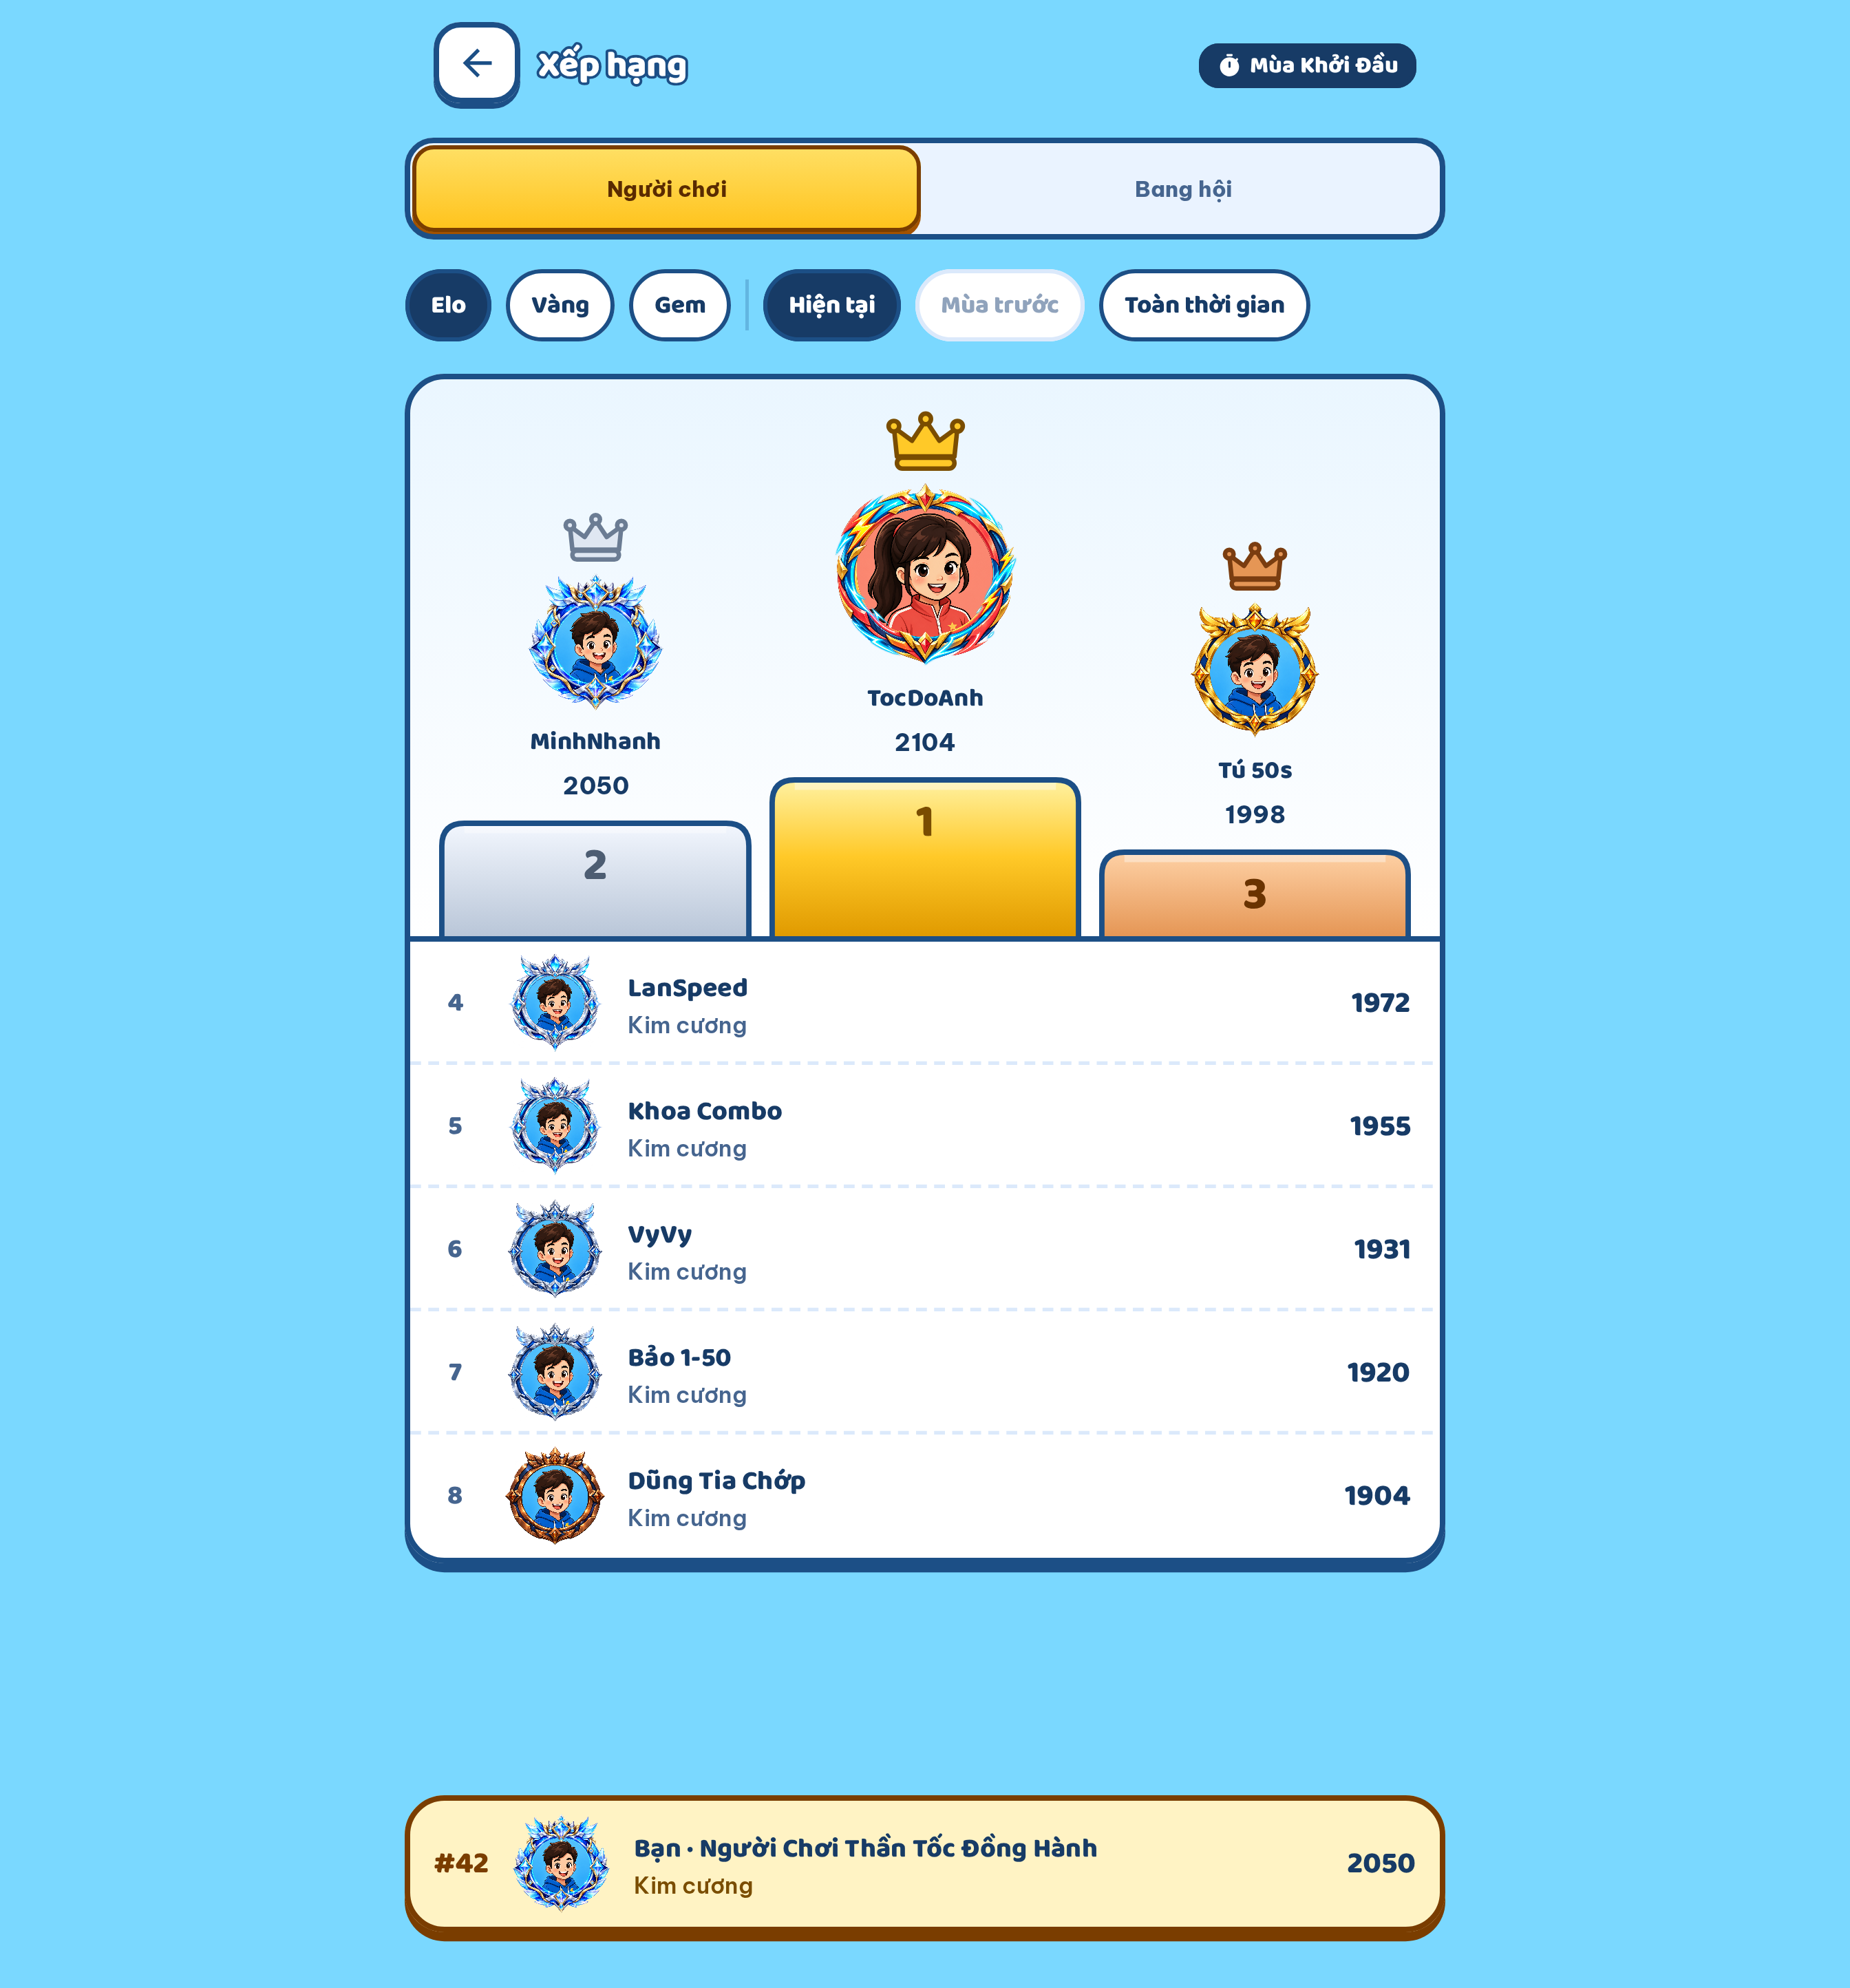 Xếp hạng
Mùa Khởi Đầu
Người chơi
Bang hội
Elo
Vàng
Gem
Hiện tại
Mùa trước
Toàn thời gian
TocDoAnh
2104
MinhNhanh
2050
Tú 50s
1998
1
2
3
4
LanSpeed
Kim cương
1972
5
Khoa Combo
Kim cương
1955
6
VyVy
Kim cương
1931
7
Bảo 1-50
Kim cương
1920
8
Dũng Tia Chớp
Kim cương
1904
#42
Bạn · Người Chơi Thần Tốc Đồng Hành
Kim cương
2050